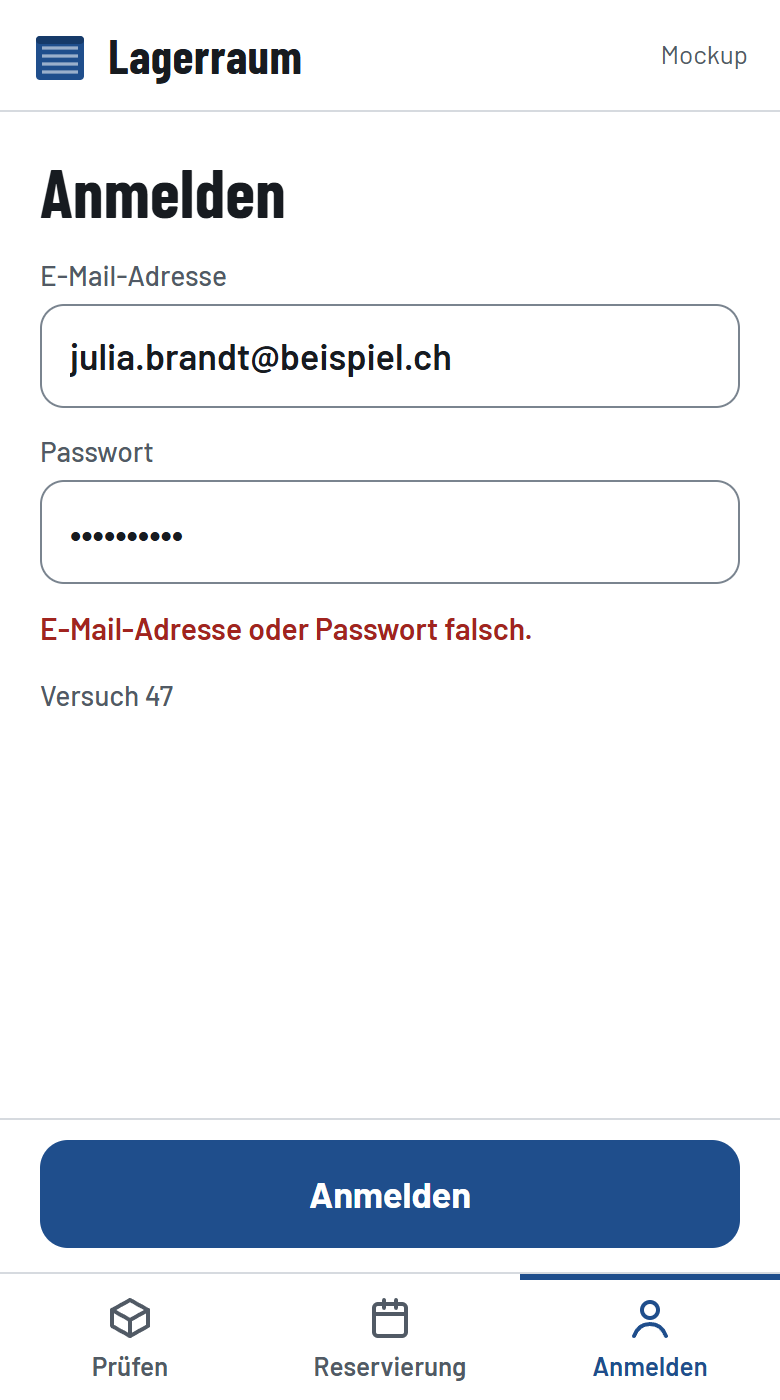 Lagerraum
Mockup
Anmelden
E-Mail-Adresse
julia.brandt@beispiel.ch
Passwort
••••••••••
E-Mail-Adresse oder Passwort falsch.
Versuch 47
Anmelden
Prüfen
Reservierung
Anmelden